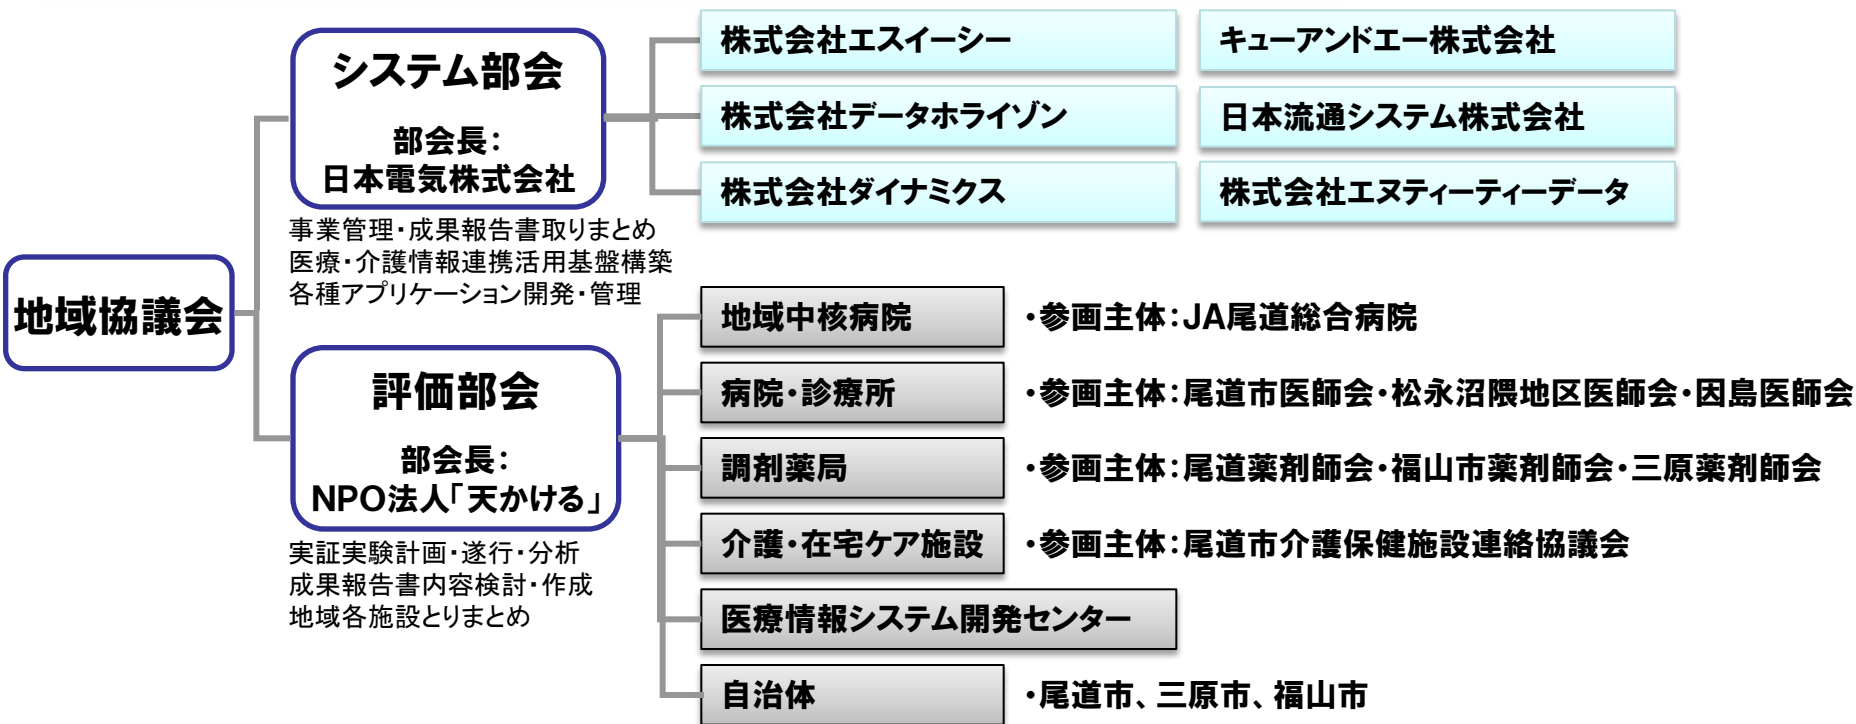 地域協議会
システム部会
部会長：
日本電気株式会社
事業管理・成果報告書取りまとめ
医療・介護情報連携活用基盤構築
各種アプリケーション開発・管理
株式会社エスイーシー
キューアンドエー株式会社
株式会社データホライゾン
日本流通システム株式会社
株式会社ダイナミクス
株式会社エヌティーティーデータ
評価部会
部会長：
NPO法人「天かける」
実証実験計画・遂行・分析
成果報告書内容検討・作成
地域各施設とりまとめ
地域中核病院 ・参画主体：JA尾道総合病院
病院・診療所 ・参画主体：尾道市医師会・松永沼隈地区医師会・因島医師会
調剤薬局 ・参画主体：尾道薬剤師会・福山市薬剤師会・三原薬剤師会
介護・在宅ケア施設 ・参画主体：尾道市介護保健施設連絡協議会
医療情報システム開発センター
自治体 ・尾道市、三原市、福山市